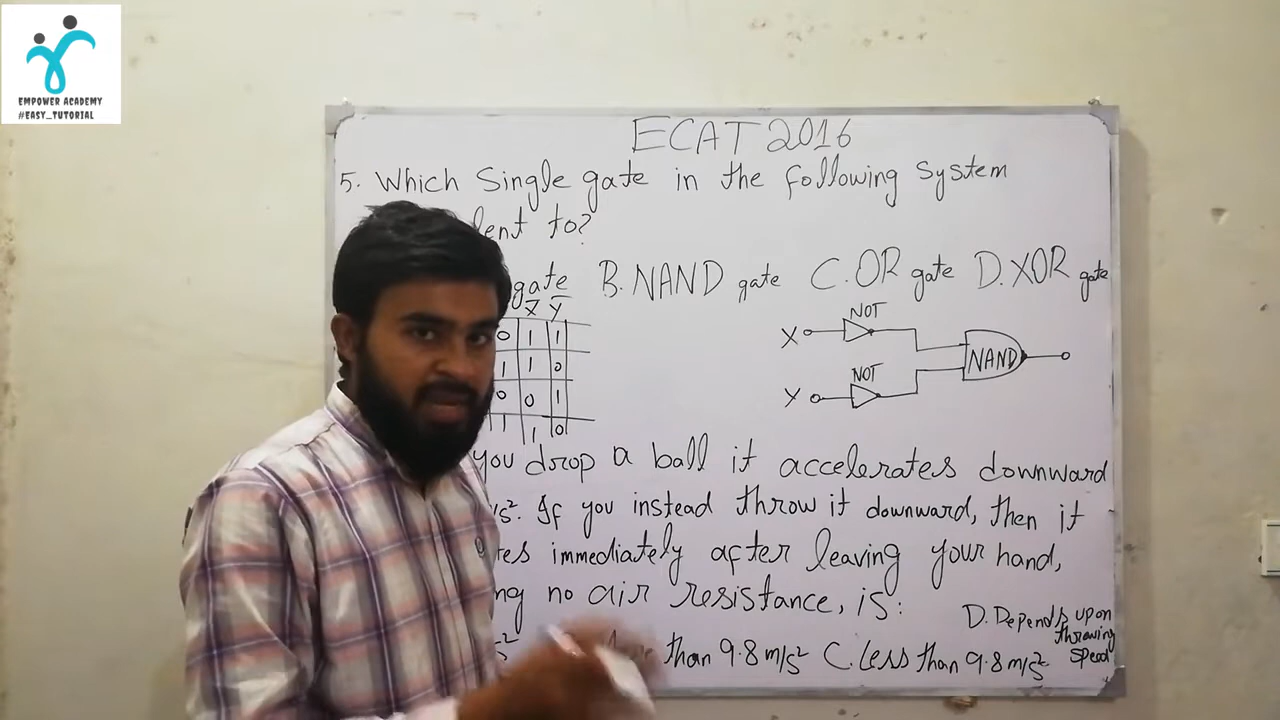 EMPOWER ACADEMY
#EASY_TUTORIAL
ECAT 2016
5. Which Single gate in the following System
to?
gate B. NAND gate C. OR gate D. XOR gate
X̅ Y̅
0 1 1
1 1 0
0 0 1
1 1 0
NOT
X
NAND
NOT
Y
you drop a ball it accelerates downward
If you instead throw it downward, then it
immediately after leaving your hand,
no air resistance, is:
D. Depends upon
throwing
Speed
than 9.8 m/s² C. Less than 9.8 m/s²